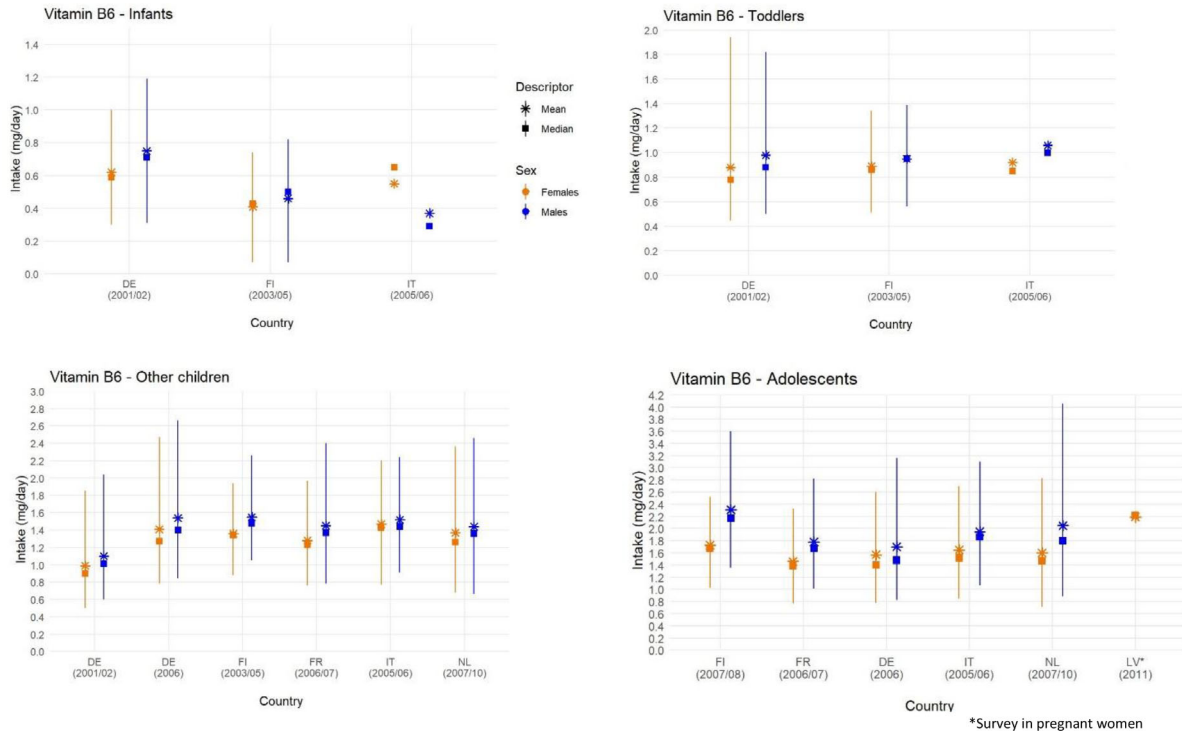 Vitamin B6 - Infants
Intake (mg/day)
1.4
1.2
1.0
0.8
0.6
0.4
0.2
0.0
DE
(2001/02)
FI
(2003/05)
IT
(2005/06)
Country
Descriptor
Mean
Median
Sex
Females
Males
Vitamin B6 - Toddlers
Intake (mg/day)
2.0
1.8
1.6
1.4
1.2
1.0
0.8
0.6
0.4
0.2
0.0
DE
(2001/02)
FI
(2003/05)
IT
(2005/06)
Country
Vitamin B6 - Other children
Intake (mg/day)
3.0
2.8
2.6
2.4
2.2
2.0
1.8
1.6
1.4
1.2
1.0
0.8
0.6
0.4
0.2
0.0
DE
(2001/02)
DE
(2006)
FI
(2003/05)
FR
(2006/07)
IT
(2005/06)
NL
(2007/10)
Country
Vitamin B6 - Adolescents
Intake (mg/day)
4.2
4.0
3.8
3.6
3.4
3.2
3.0
2.8
2.6
2.4
2.2
2.0
1.8
1.6
1.4
1.2
1.0
0.8
0.6
0.4
0.2
0.0
FI
(2007/08)
FR
(2006/07)
DE
(2006)
IT
(2005/06)
NL
(2007/10)
LV*
(2011)
Country
*Survey in pregnant women